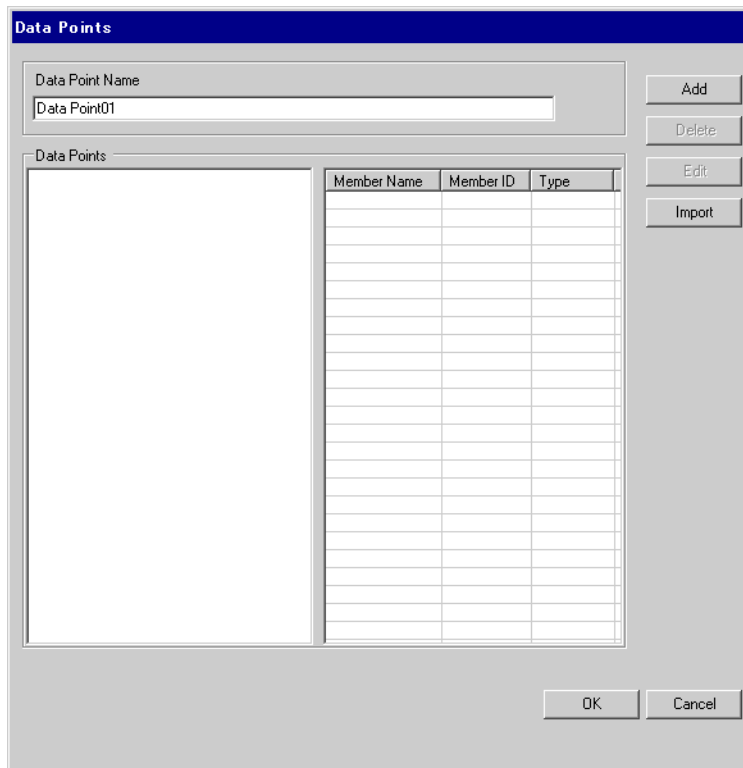 Data Points
Data Point Name
Data Point01
Add
Delete
Edit
Import
Data Points
Member Name Member ID Type
OK Cancel